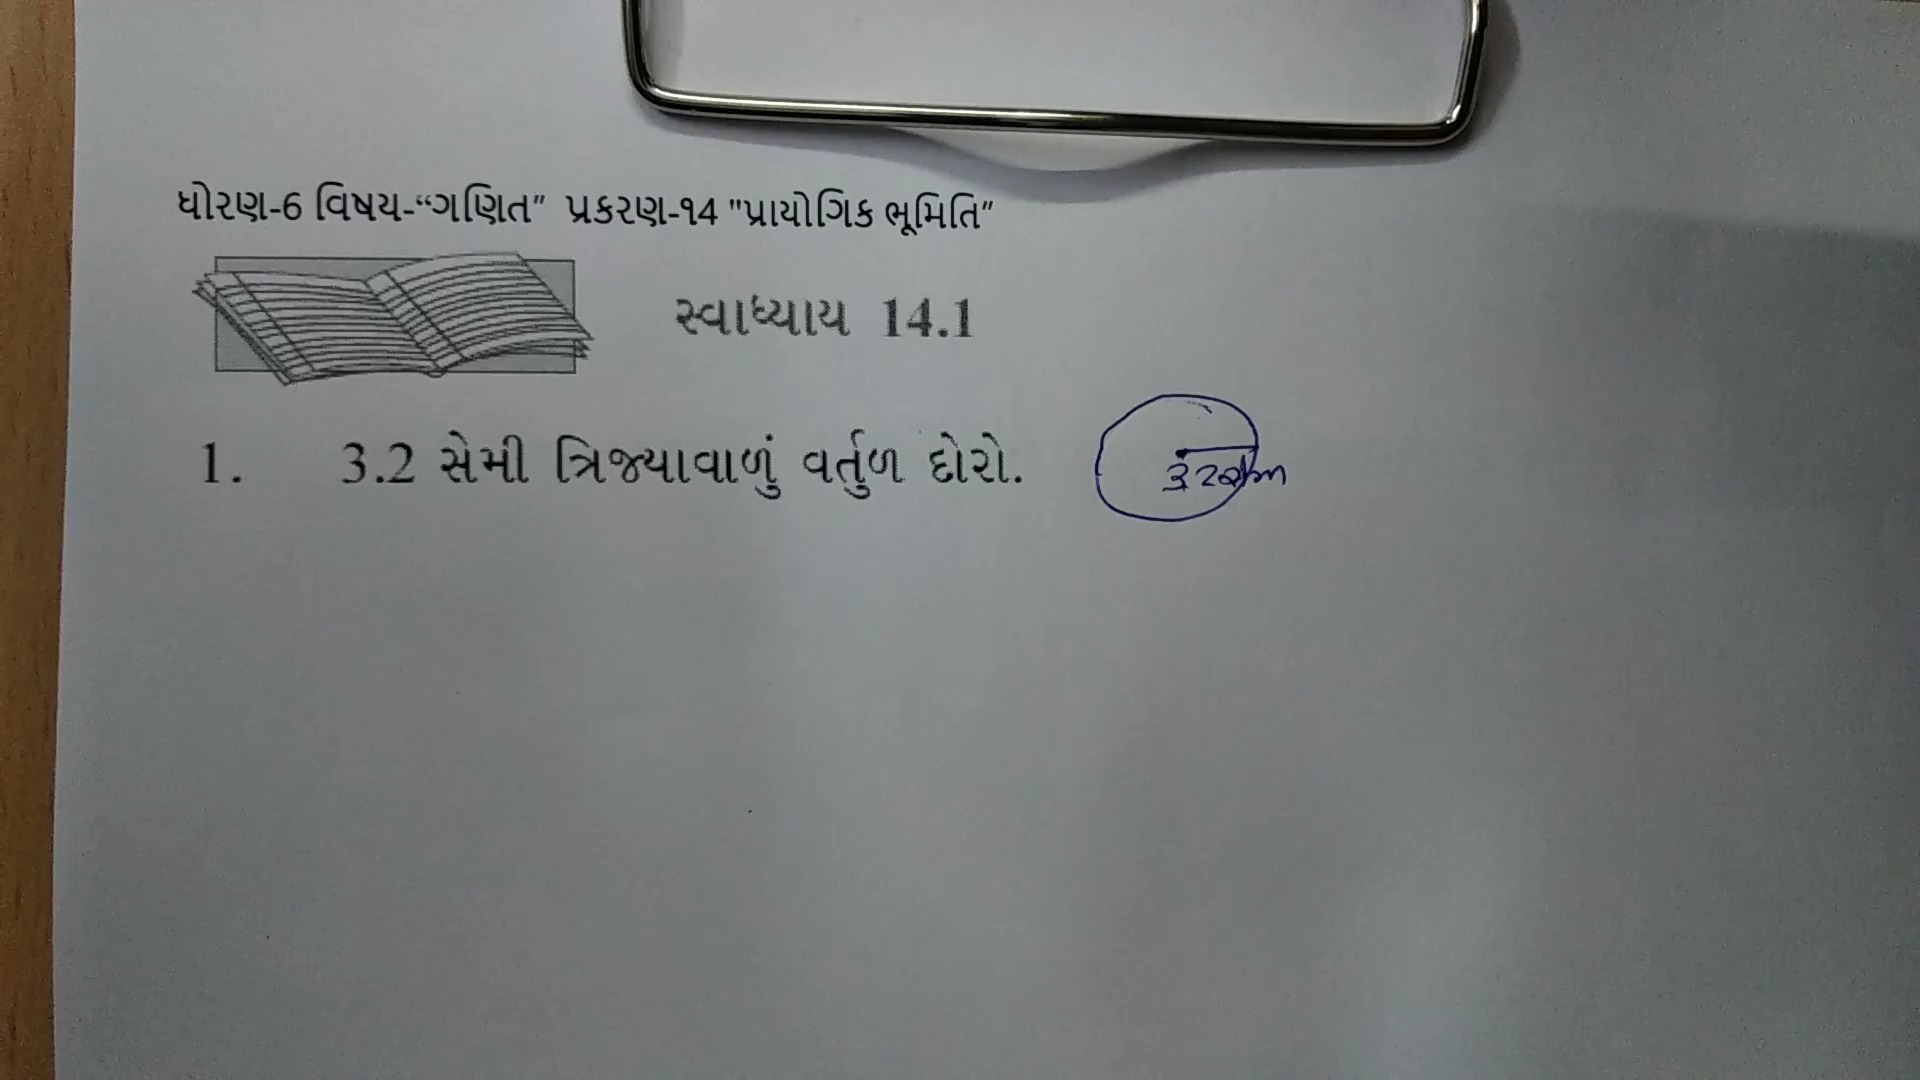 ધોરણ-6 વિષય-“ગણિત” પ્રકરણ-૧4 "પ્રાયોગિક ભૂમિતિ”
સ્વાધ્યાય 14.1
1. 3.2 સેમી ત્રિજ્યાવાળું વર્તુળ દોરો.